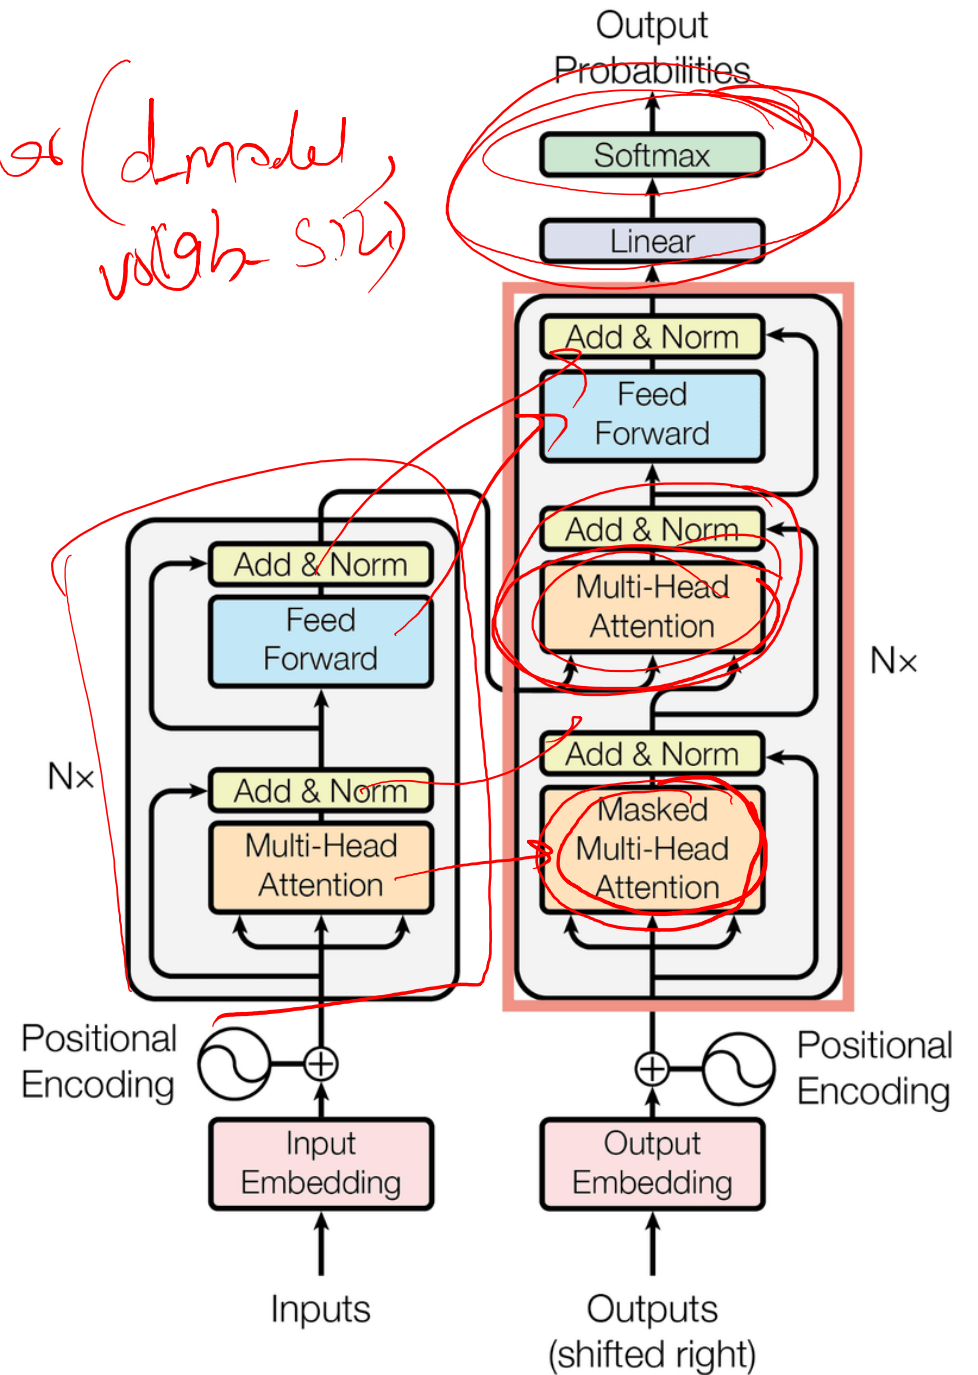 Output
Probabilities
(d_model,
size)
Softmax
Linear
Add & Norm
Feed
Forward
Add & Norm
Multi-Head
Attention
Nx
Add & Norm
Masked
Multi-Head
Attention
Add & Norm
Feed
Forward
Nx
Add & Norm
Multi-Head
Attention
Positional
Encoding
Positional
Encoding
Input
Embedding
Output
Embedding
Inputs
Outputs
(shifted right)